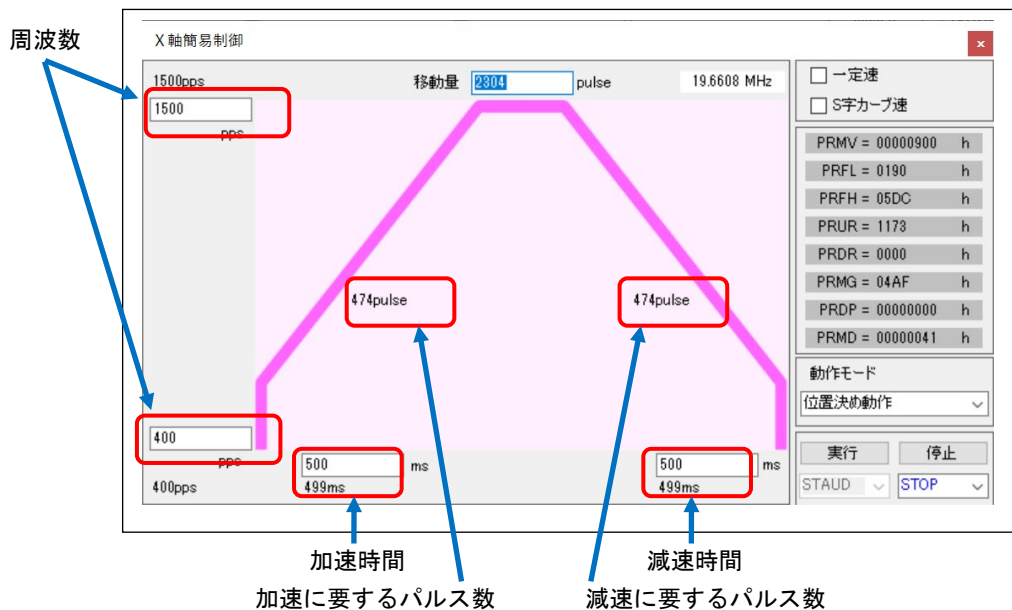 周波数
X軸簡易制御
x
1500pps
移動量 2304 pulse
19.6608 MHz
1500
pps
一定速
S字カーブ速
PRMV = 00000900 h
PRFL = 0190 h
PRFH = 05DC h
PRUR = 1173 h
PRDR = 0000 h
PRMG = 04AF h
PRDP = 00000000 h
PRMD = 00000041 h
474pulse
474pulse
動作モード
位置決め動作
400
pps
400pps
500 ms
499ms
500 ms
499ms
実行 停止
STAUD STOP
加速時間
減速時間
加速に要するパルス数
減速に要するパルス数